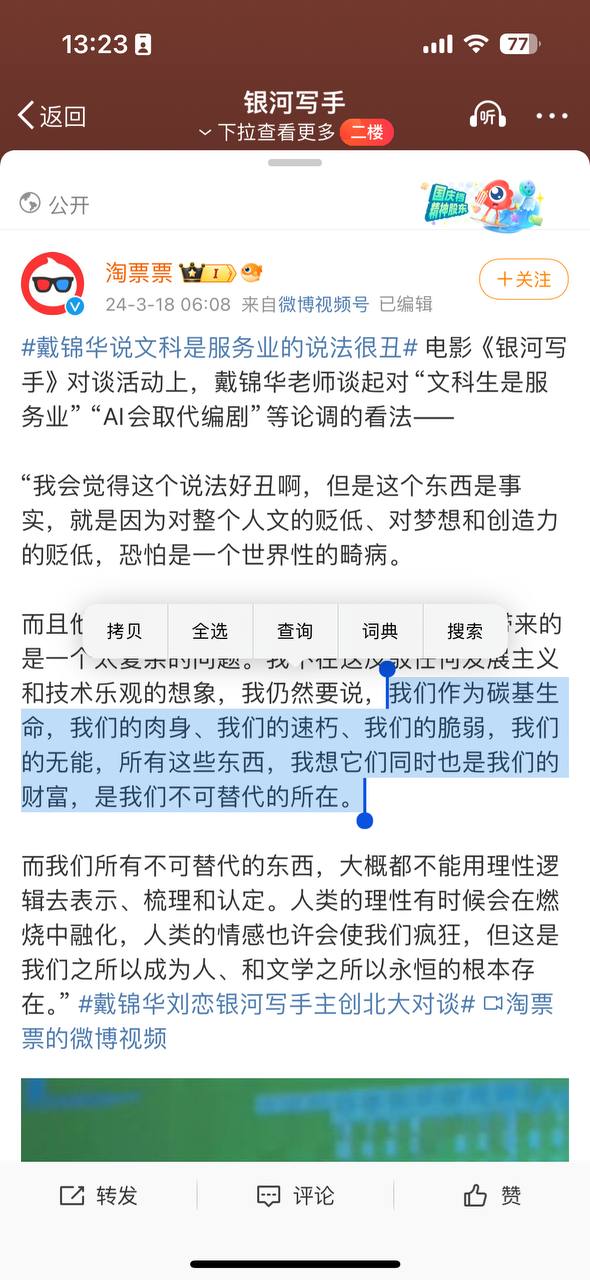 13:23
77
返回
银河写手
下拉查看更多 二楼
听
公开
国庆档
精神股东
淘票票
I
+关注
24-3-18 06:08 来自微博视频号 已编辑
#戴锦华说文科是服务业的说法很丑# 电影《银河写
手》对谈活动上，戴锦华老师谈起对“文科生是服
务业”“AI会取代编剧”等论调的看法——
“我会觉得这个说法好丑啊，但是这个东西是事
实，就是因为对整个人文的贬低、对梦想和创造力
的贬低，恐怕是一个世界性的畸病。
拷贝 全选 查询 词典 搜索
而且他 带来的
是一个太复杂的问题。我不在这反驳任何发展主义
和技术乐观的想象，我仍然要说，我们作为碳基生
命，我们的肉身、我们的速朽、我们的脆弱，我们
的无能，所有这些东西，我想它们同时也是我们的
财富，是我们不可替代的所在。
而我们所有不可替代的东西，大概都不能用理性逻
辑去表示、梳理和认定。人类的理性有时候会在燃
烧中融化，人类的情感也许会使我们疯狂，但这是
我们之所以成为人、和文学之所以永恒的根本存
在。” #戴锦华刘恋银河写手主创北大对谈# 淘票
票的微博视频
转发 评论 赞